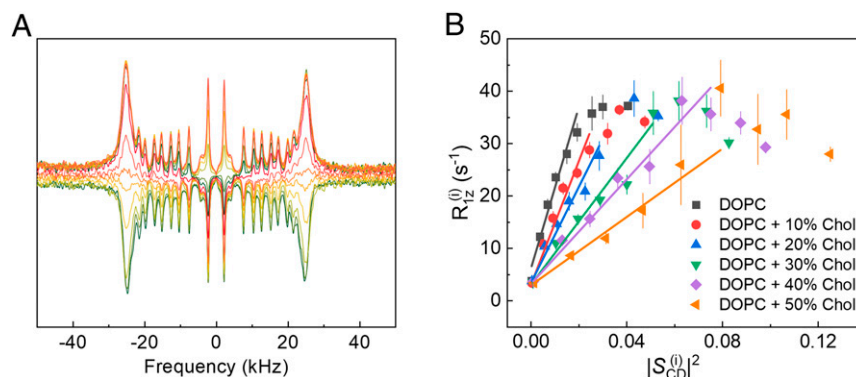 A
-40 -20 0 20 40
Frequency (kHz)
B
50
40
30
20
10
0
R1z(i) (s-1)
DOPC
DOPC + 10% Chol
DOPC + 20% Chol
DOPC + 30% Chol
DOPC + 40% Chol
DOPC + 50% Chol
0.00 0.04 0.08 0.12
|SCD(i)|2